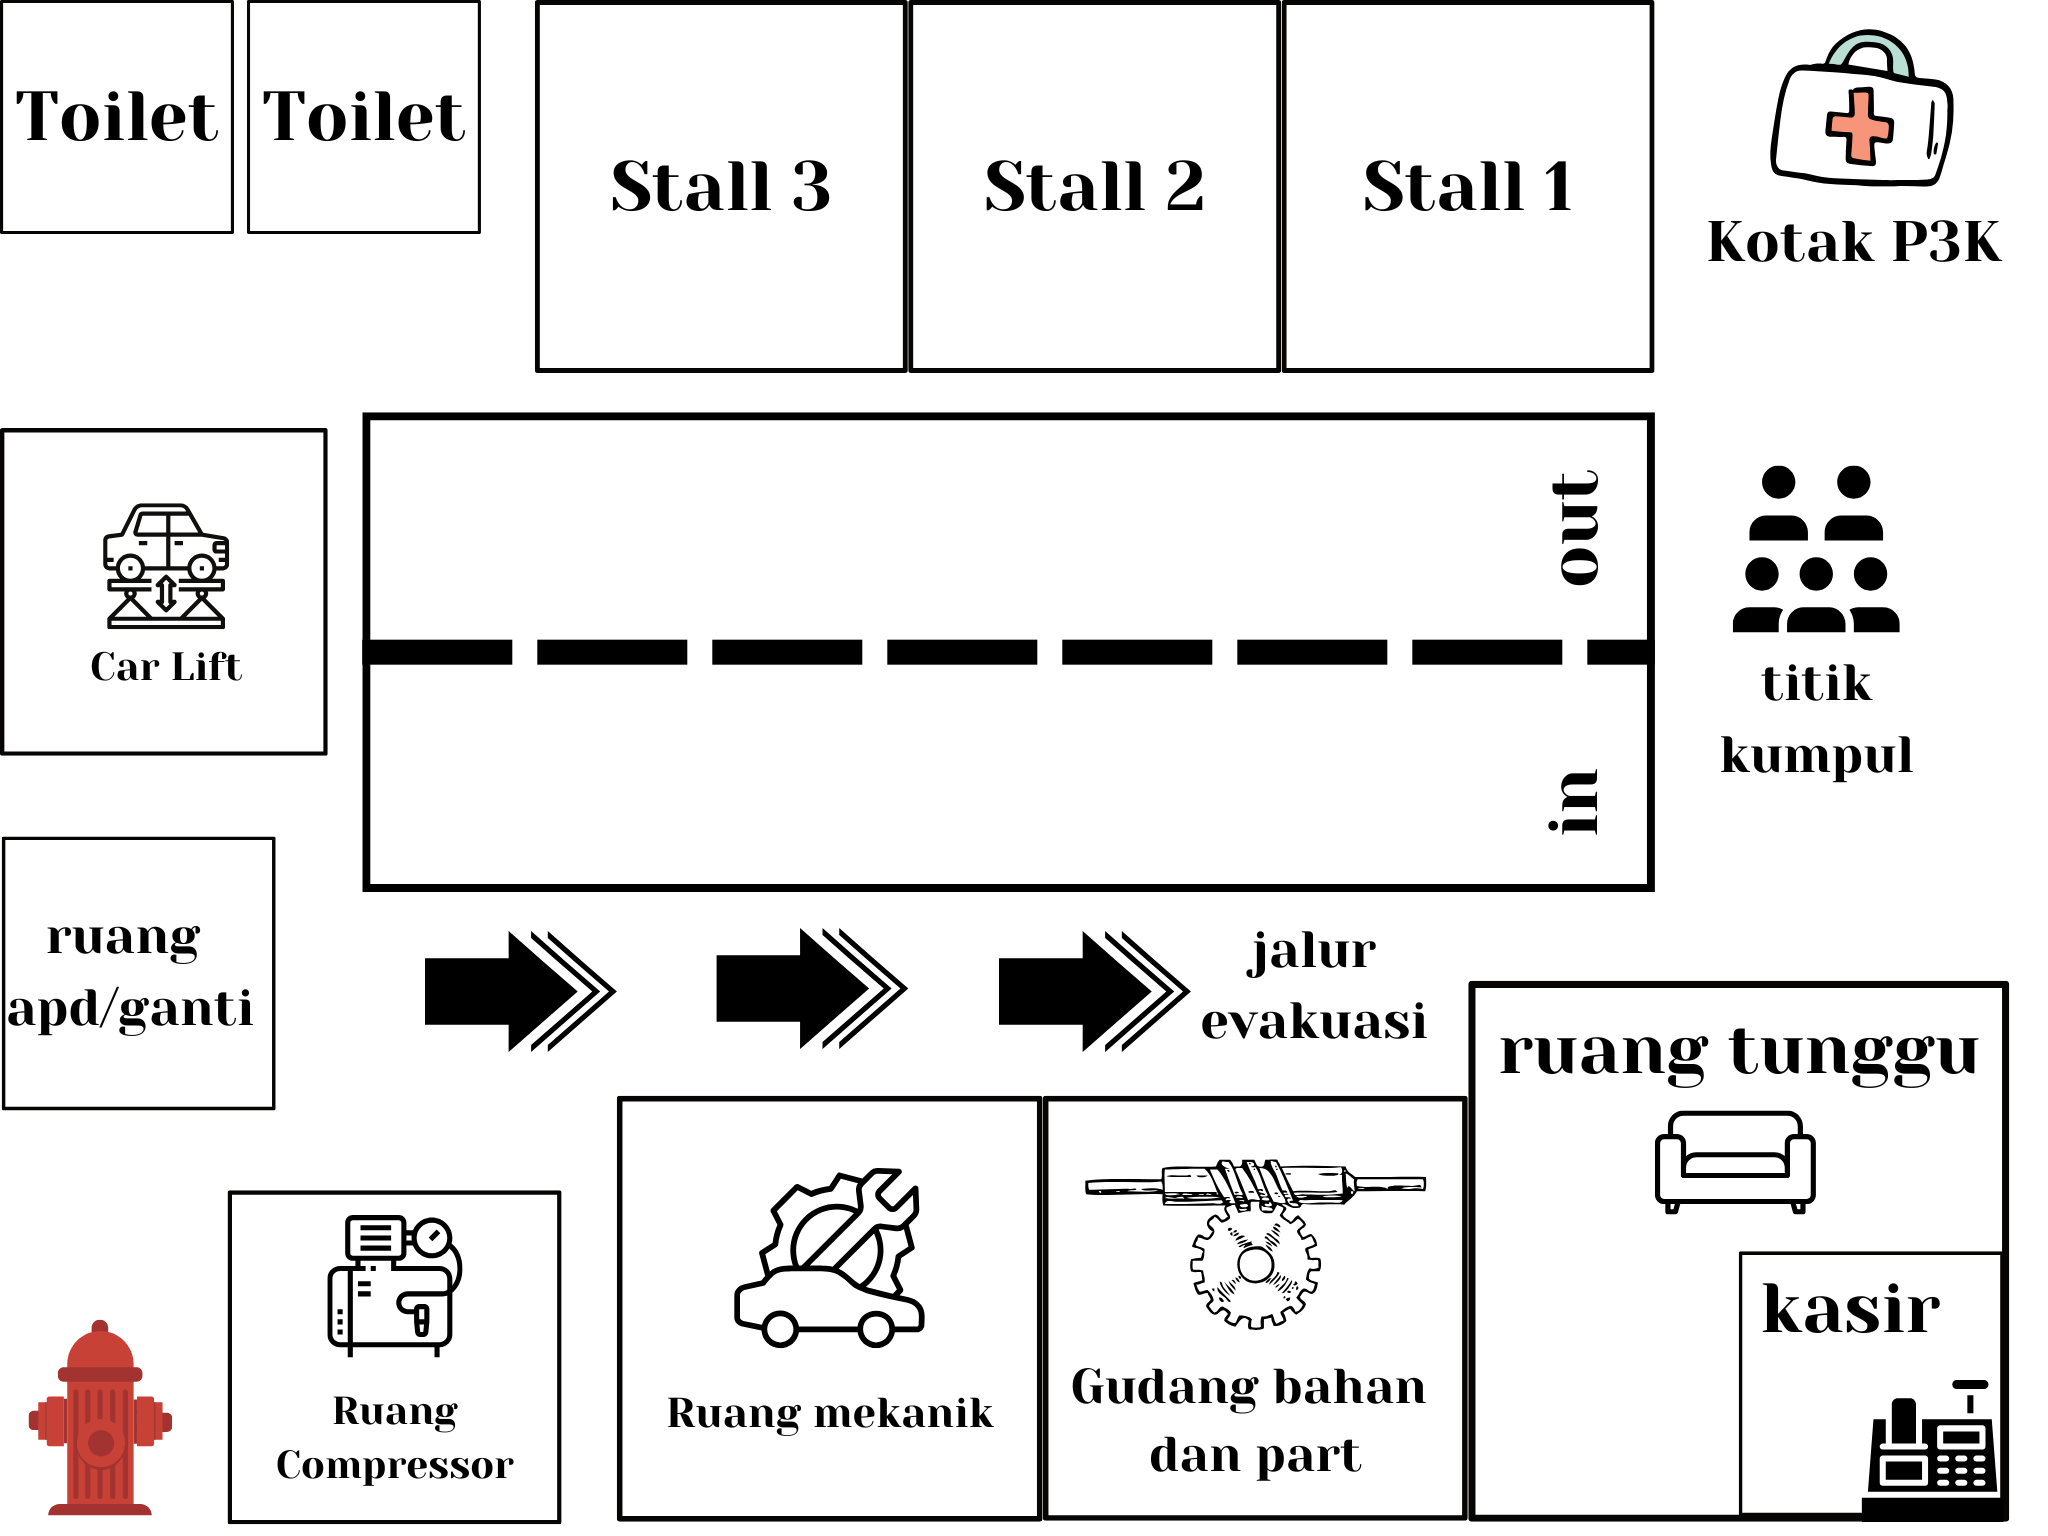 Toilet
Toilet
Stall 3
Stall 2
Stall 1
Kotak P3K
Car Lift
out
in
titik
kumpul
ruang
apd/ganti
jalur
evakuasi
ruang tunggu
kasir
Ruang
Compressor
Ruang mekanik
Gudang bahan
dan part